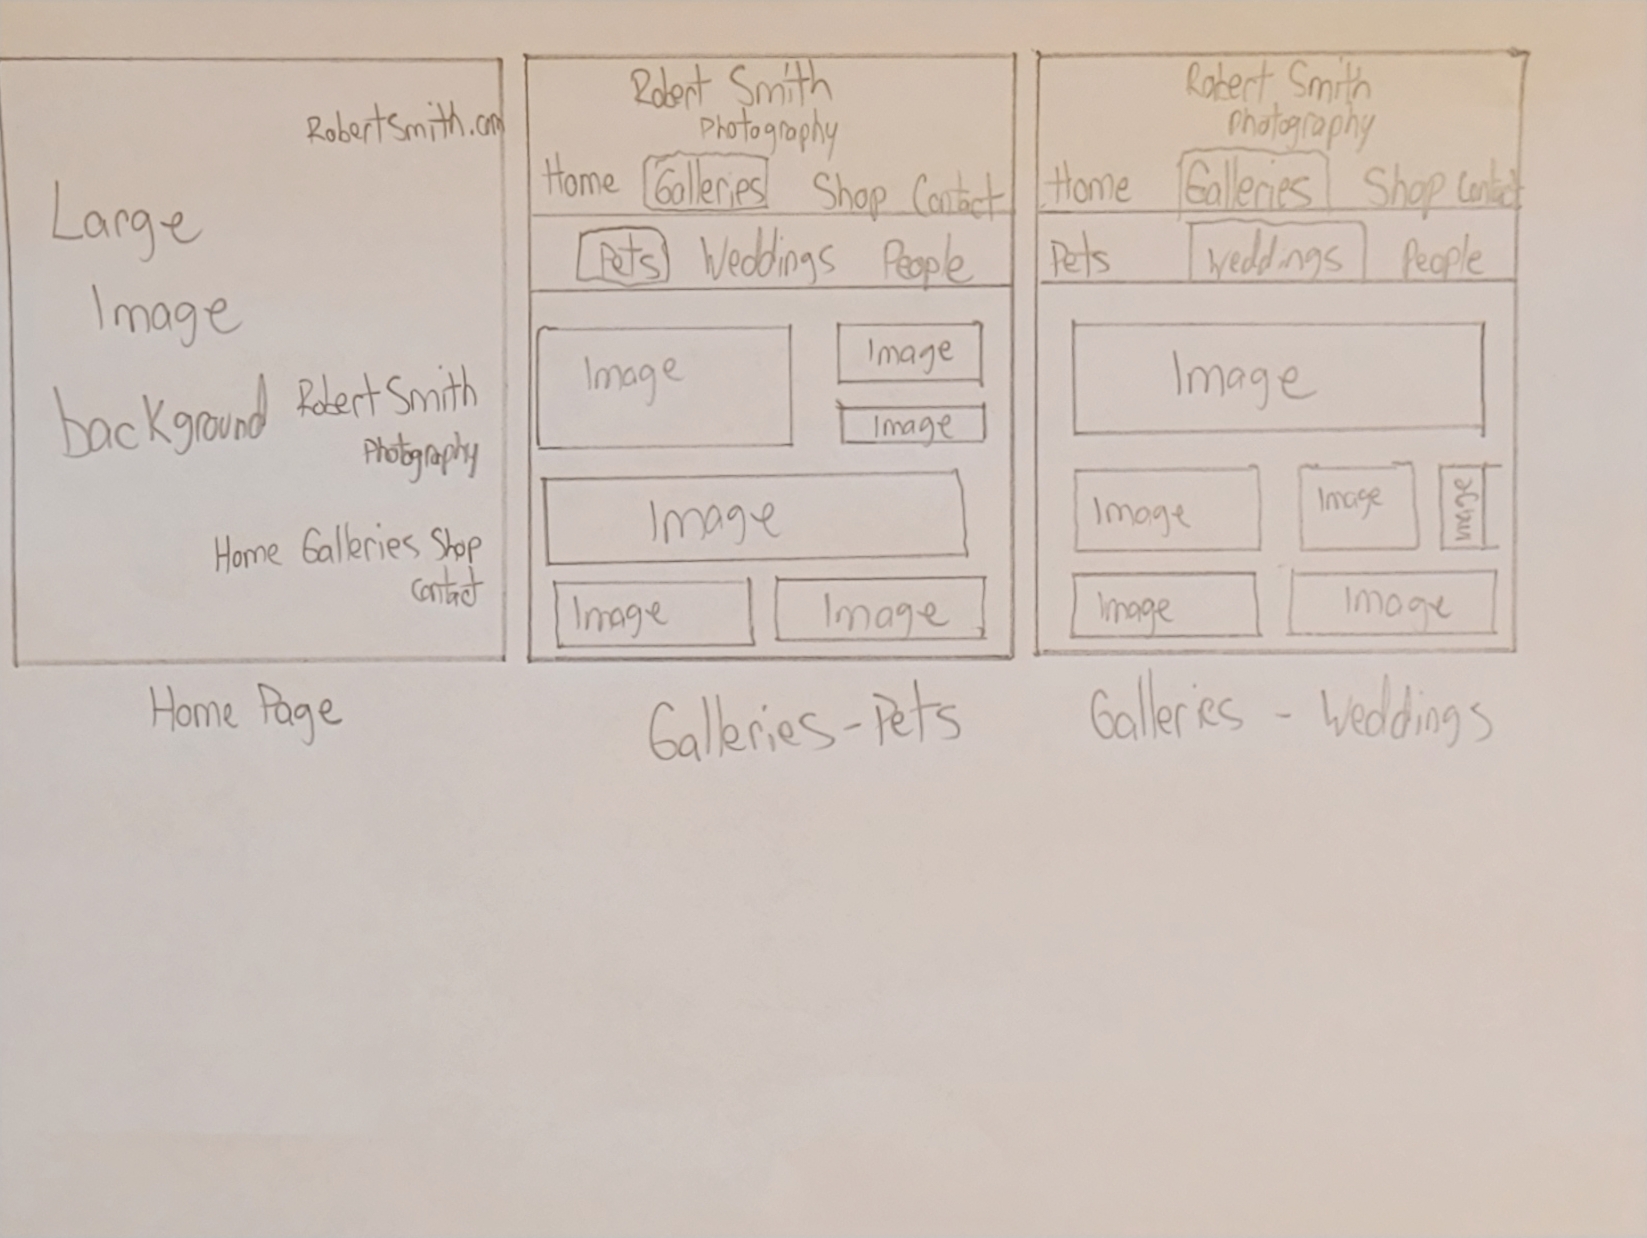 RobertSmith.com
Large
Image
background
Robert Smith
Photography
Home Galleries Shop
Contact
Home Page
Robert Smith
Photography
Home Galleries Shop Contact
Pets Weddings People
Image
Image
Image
Image
Image Image
Galleries-Pets
Robert Smith
Photography
Home Galleries Shop Contact
Pets Weddings People
Image
Image Image Image
Image Image
Galleries - Weddings